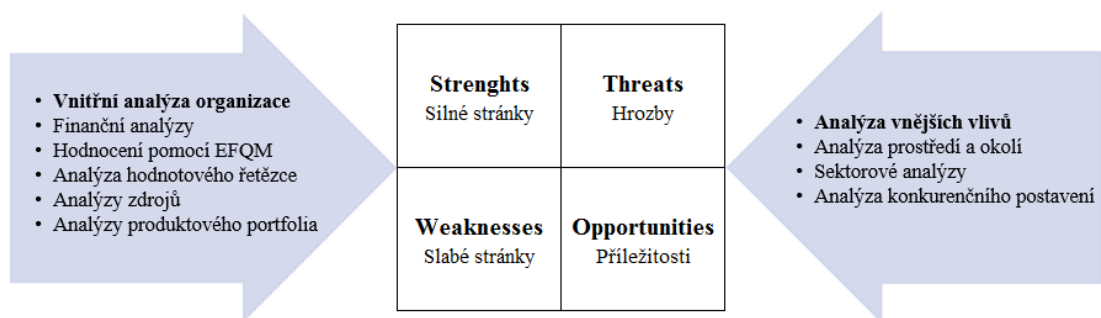 • Vnitřní analýza organizace
• Finanční analýzy
• Hodnocení pomocí EFQM
• Analýza hodnotového řetězce
• Analýzy zdrojů
• Analýzy produktového portfolia
Strenghts
Silné stránky
Threats
Hrozby
Weaknesses
Slabé stránky
Opportunities
Příležitosti
• Analýza vnějších vlivů
• Analýza prostředí a okolí
• Sektorové analýzy
• Analýza konkurenčního postavení